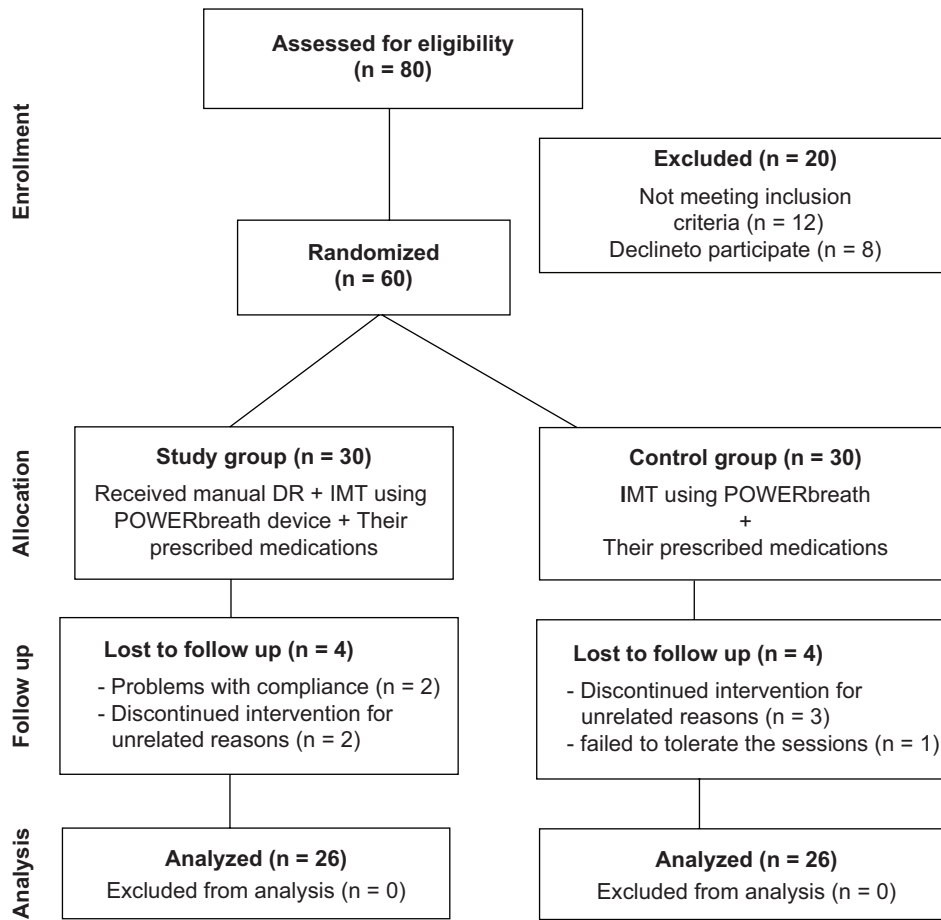 Enrollment
Assessed for eligibility
(n = 80)
Excluded (n = 20)
Not meeting inclusion
criteria (n = 12)
Declineto participate (n = 8)
Randomized
(n = 60)
Allocation
Study group (n = 30)
Received manual DR + IMT using
POWERbreath device + Their
prescribed medications
Control group (n = 30)
IMT using POWERbreath
+
Their prescribed medications
Follow up
Lost to follow up (n = 4)
- Problems with compliance (n = 2)
- Discontinued intervention for
unrelated reasons (n = 2)
Lost to follow up (n = 4)
- Discontinued intervention for
unrelated reasons (n = 3)
- failed to tolerate the sessions (n = 1)
Analysis
Analyzed (n = 26)
Excluded from analysis (n = 0)
Analyzed (n = 26)
Excluded from analysis (n = 0)